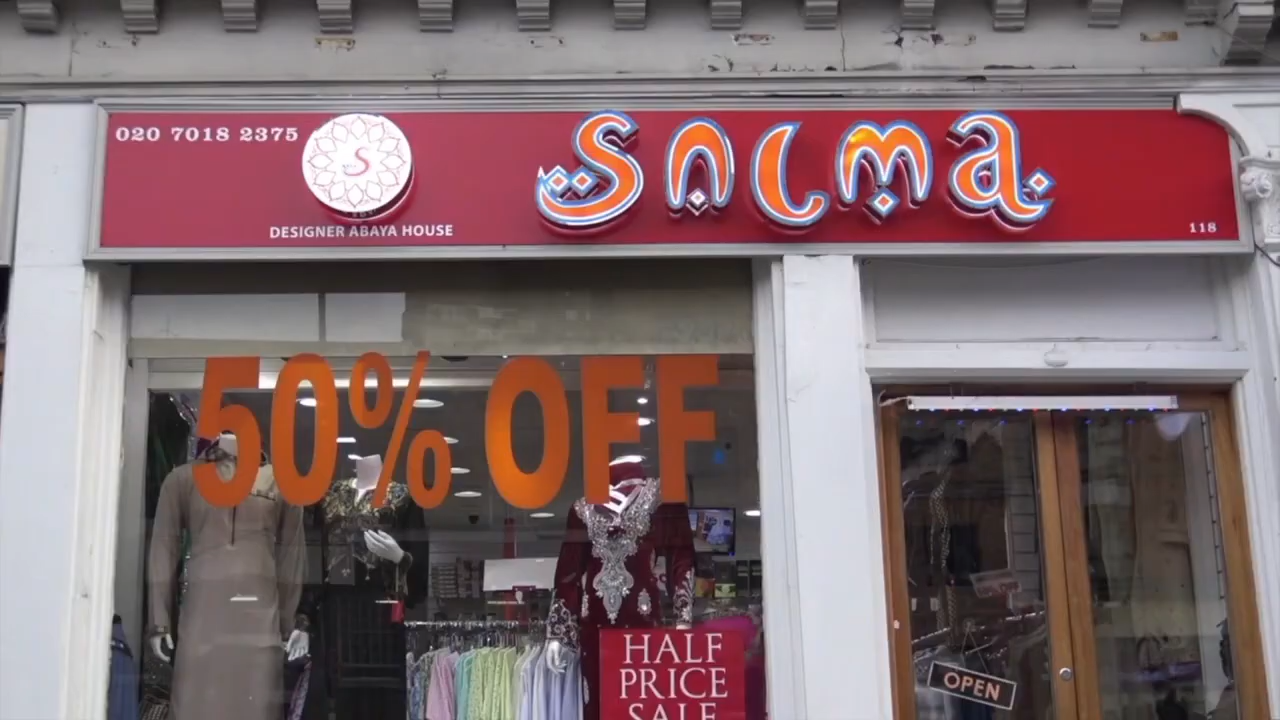 020 7018 2375
S
DESIGNER ABAYA HOUSE
Salma
118
50% OFF
HALF
PRICE
SALE
OPEN